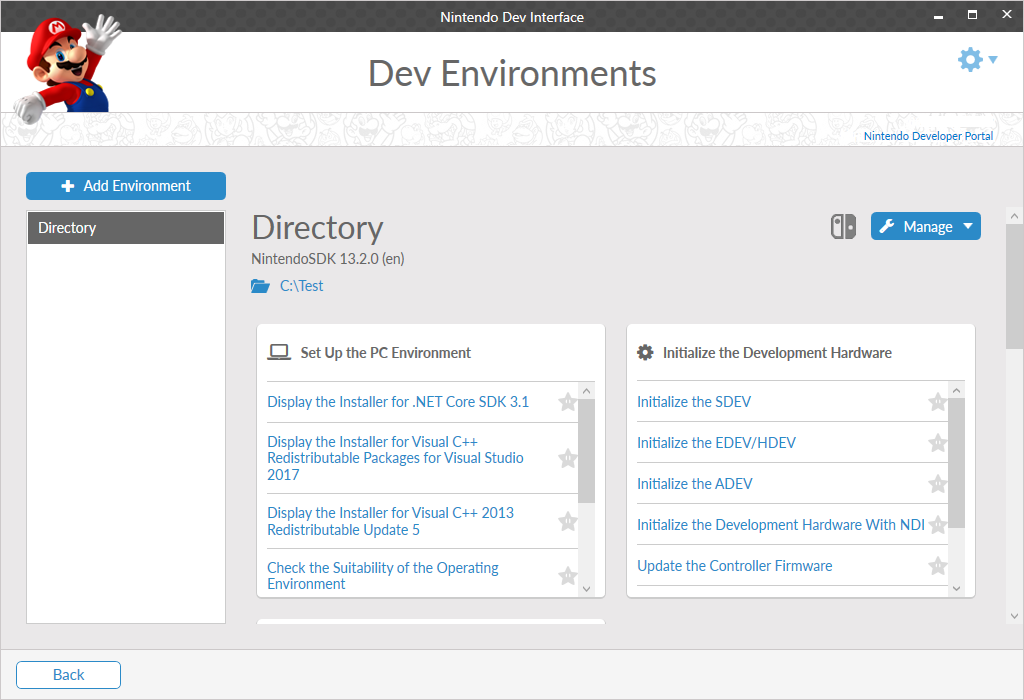 Nintendo Dev Interface
Dev Environments
Nintendo Developer Portal
Add Environment
Directory
Directory
NintendoSDK 13.2.0 (en)
C:\Test
Manage
Set Up the PC Environment
Display the Installer for .NET Core SDK 3.1
Display the Installer for Visual C++
Redistributable Packages for Visual Studio
2017
Display the Installer for Visual C++ 2013
Redistributable Update 5
Check the Suitability of the Operating
Environment
Initialize the Development Hardware
Initialize the SDEV
Initialize the EDEV/HDEV
Initialize the ADEV
Initialize the Development Hardware With NDI
Update the Controller Firmware
Back